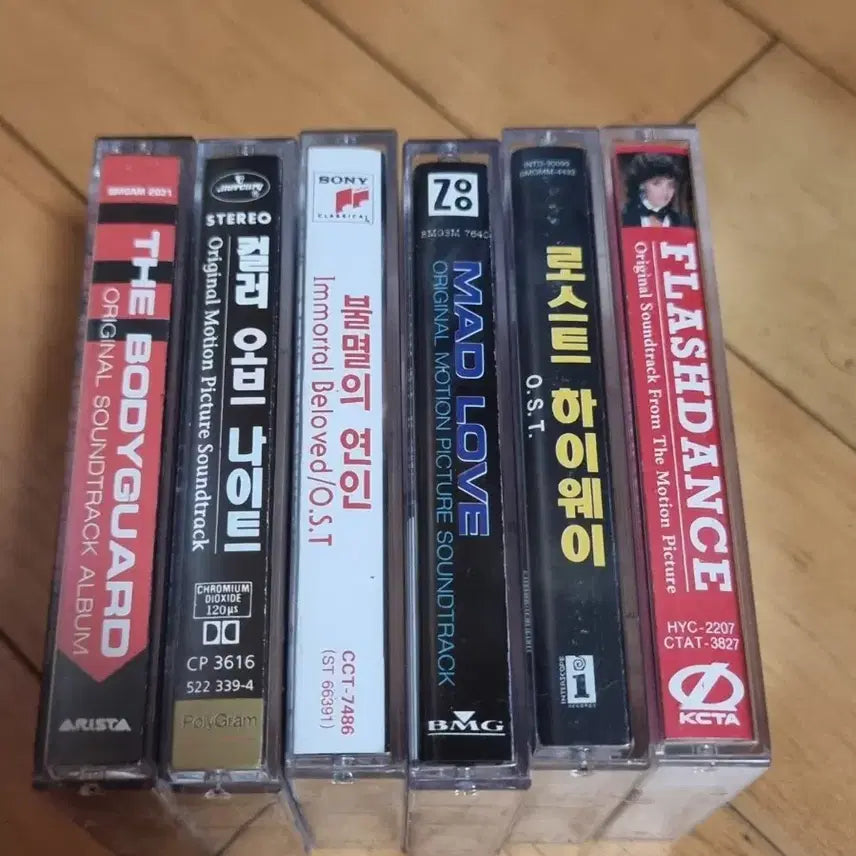 BMGAM-2021
THE BODYGUARD
ORIGINAL SOUNDTRACK ALBUM
ARISTA
mercury
STEREO
컬러 오브 나이트
Original Motion Picture Soundtrack
CHROMIUM
DIOXIDE
120 µs
CP 3616
522 339-4
PolyGram
SONY
CLASSICAL
불멸의 연인
Immortal Beloved/O.S.T
CCT-7486
(ST 66391)
Zoo
MAD LOVE
ORIGINAL MOTION PICTURE SOUNDTRACK
BMG
로스트 하이웨이
O.S.T.
FLASHDANCE
Original Soundtrack From The Motion Picture
HYC-2207
CTAT-3827
KCTA